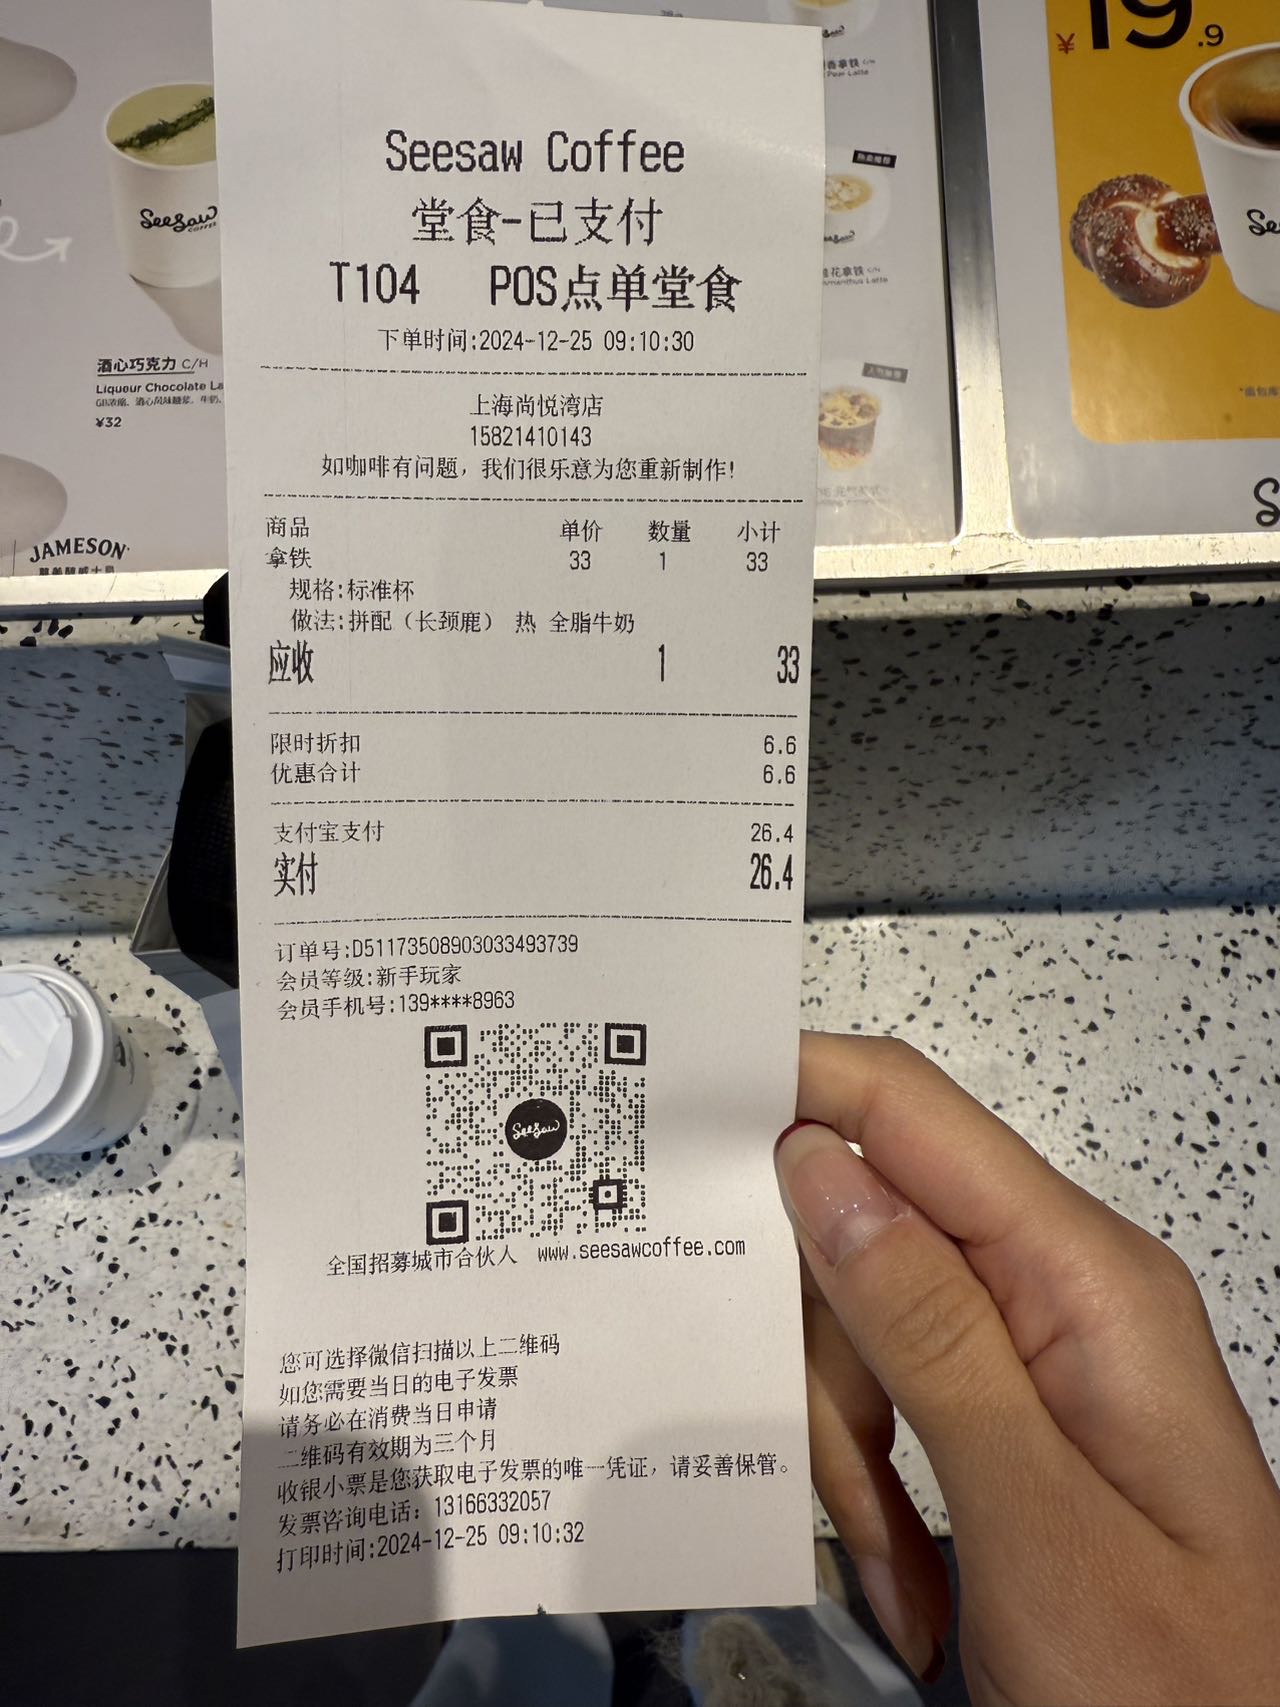 Seesaw Coffee
堂食-已支付
T104 POS点单堂食
下单时间:2024-12-25 09:10:30
上海尚悦湾店
15821410143
如咖啡有问题，我们很乐意为您重新制作!
商品 单价 数量 小计
拿铁 33 1 33
规格:标准杯
做法:拼配（长颈鹿） 热 全脂牛奶
应收 1 33
限时折扣 6.6
优惠合计 6.6
支付宝支付 26.4
实付 26.4
订单号:D51173508903033493739
会员等级:新手玩家
会员手机号:139****8963
Seesaw
全国招募城市合伙人 www.seesawcoffee.com
您可选择微信扫描以上二维码
如您需要当日的电子发票
请务必在消费当日申请
二维码有效期为三个月
收银小票是您获取电子发票的唯一凭证，请妥善保管。
发票咨询电话：13166332057
打印时间:2024-12-25 09:10:32
Seesaw
COFFEE
酒心巧克力 C/H
Liqueur Chocolate La
¥32
JAMESON
¥19.9